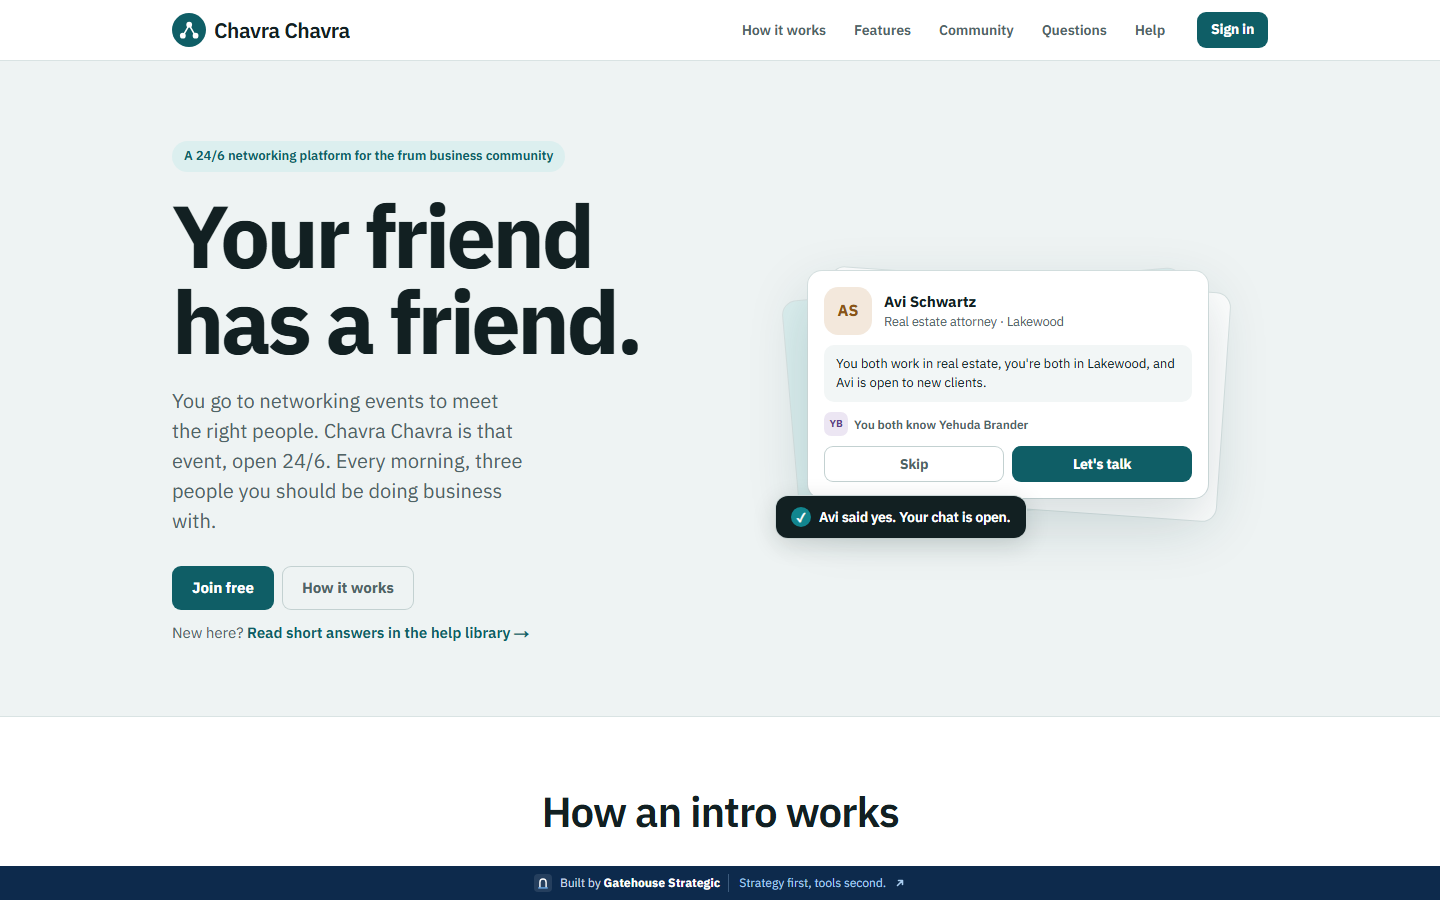 Chavra Chavra
How it works
Features
Community
Questions
Help
Sign in
A 24/6 networking platform for the frum business community
Your friend
has a friend.
You go to networking events to meet
the right people. Chavra Chavra is that
event, open 24/6. Every morning, three
people you should be doing business
with.
Join free
How it works
New here? Read short answers in the help library →
AS
Avi Schwartz
Real estate attorney · Lakewood
You both work in real estate, you're both in Lakewood, and
Avi is open to new clients.
YB
You both know Yehuda Brander
Skip
Let's talk
Avi said yes. Your chat is open.
How an intro works
Built by Gatehouse Strategic
Strategy first, tools second. ↗